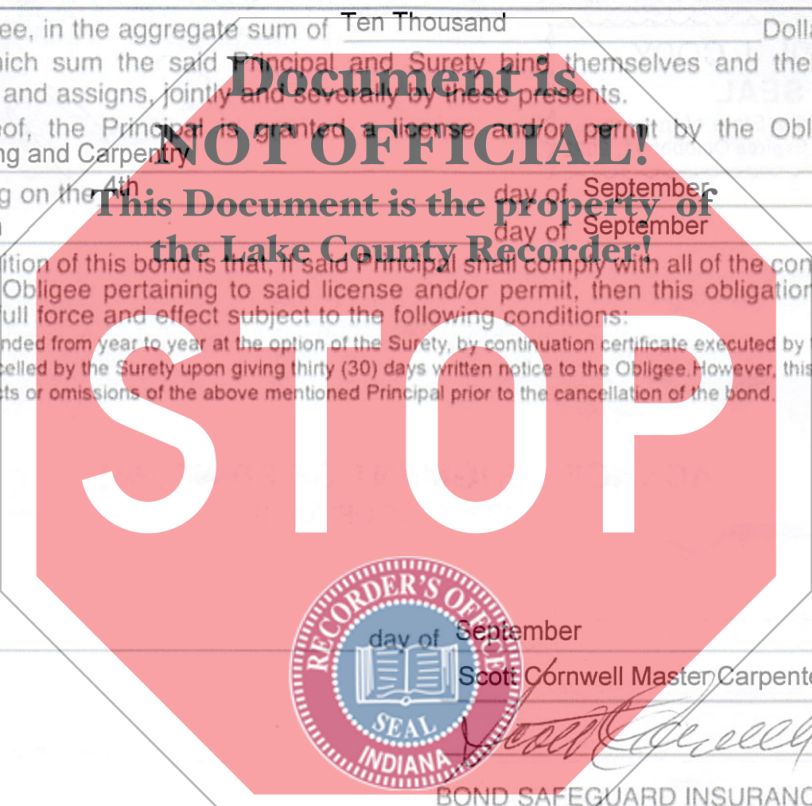 ee, in the aggregate sum of Ten Thousand Dolla
hich sum the said Principal and Surety bind themselves and the
Document is
and assigns, jointly and severally by these presents.
eof, the Principal is granted a license and/or permit by the Obl
NOT OFFICIAL!
ng and Carpentry
g on the 4th day of September
This Document is the property of
day of September
the Lake County Recorder!
ition of this bond is that, if said Principal shall comply with all of the con
Obligee pertaining to said license and/or permit, then this obligation
full force and effect subject to the following conditions:
nded from year to year at the option of the Surety, by continuation certificate executed by
celled by the Surety upon giving thirty (30) days written notice to the Obligee. However, this
cts or omissions of the above mentioned Principal prior to the cancellation of the bond.
STOP
RECORDER'S OFFICE
day of September
Scott Cornwell Master Carpente
SEAL
INDIANA
BOND SAFEGUARD INSURANC